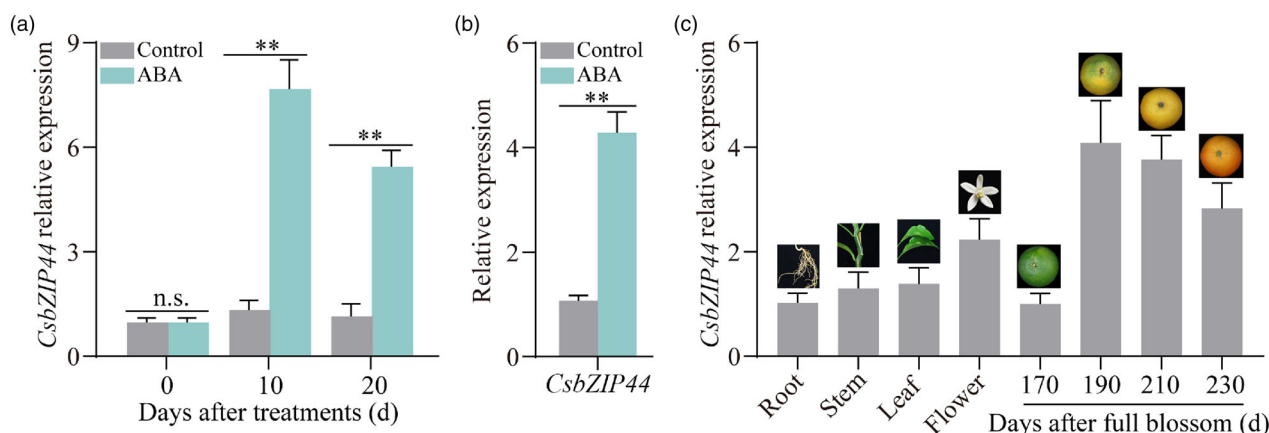 (a)
CsbZIP44 relative expression
9
6
3
0
Control
ABA
n.s.
**
**
0 10 20
Days after treatments (d)
(b)
Relative expression
6
4
2
0
Control
ABA
**
CsbZIP44
(c)
CsbZIP44 relative expression
6
4
2
0
Root Stem Leaf Flower 170 190 210 230
Days after full blossom (d)